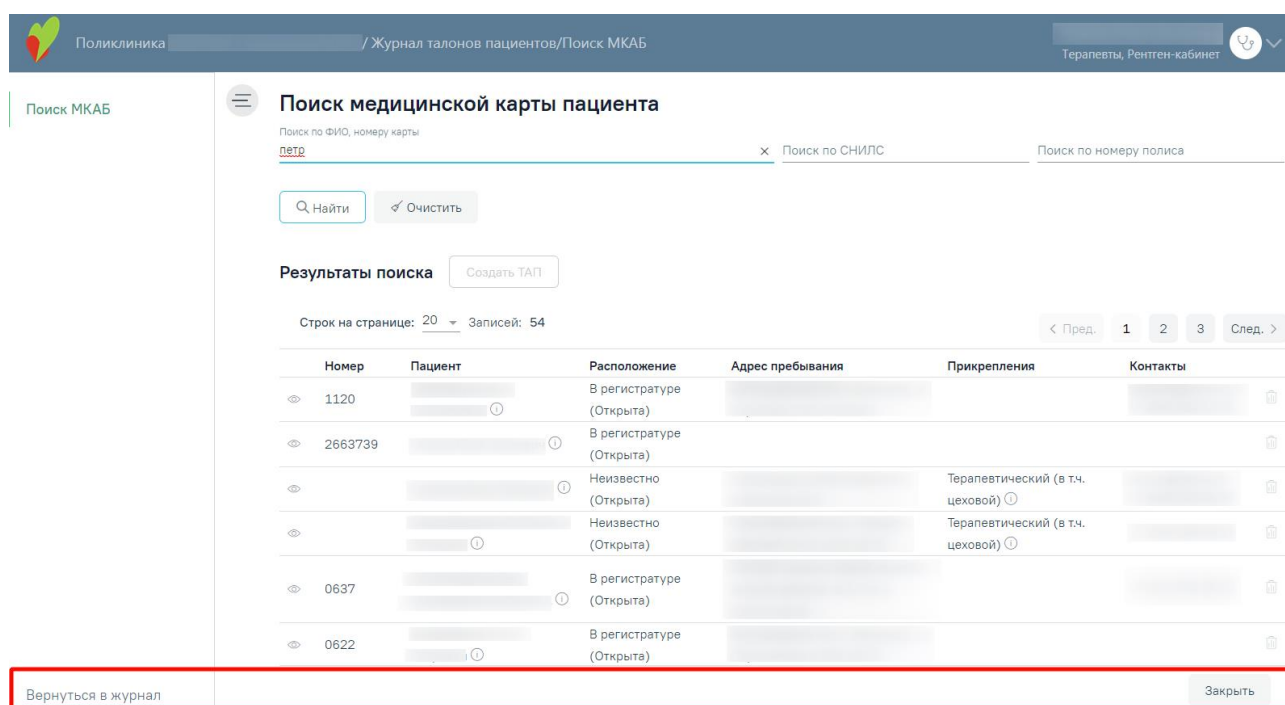 Поликлиника / Журнал талонов пациентов/Поиск МКАБ
Терапевты, Рентген-кабинет
Поиск МКАБ
Поиск медицинской карты пациента
Поиск по ФИО, номеру карты
петр × Поиск по СНИЛС Поиск по номеру полиса
Найти Очистить
Результаты поиска Создать ТАП
Строк на странице: 20 Записей: 54
< Пред. 1 2 3 След. >
Номер Пациент Расположение Адрес пребывания Прикрепления Контакты
1120 В регистратуре
(Открыта)
2663739 В регистратуре
(Открыта)
Неизвестно Терапевтический (в т.ч.
(Открыта) цеховой)
Неизвестно Терапевтический (в т.ч.
(Открыта) цеховой)
0637 В регистратуре
(Открыта)
0622 В регистратуре
(Открыта)
Вернуться в журнал Закрыть